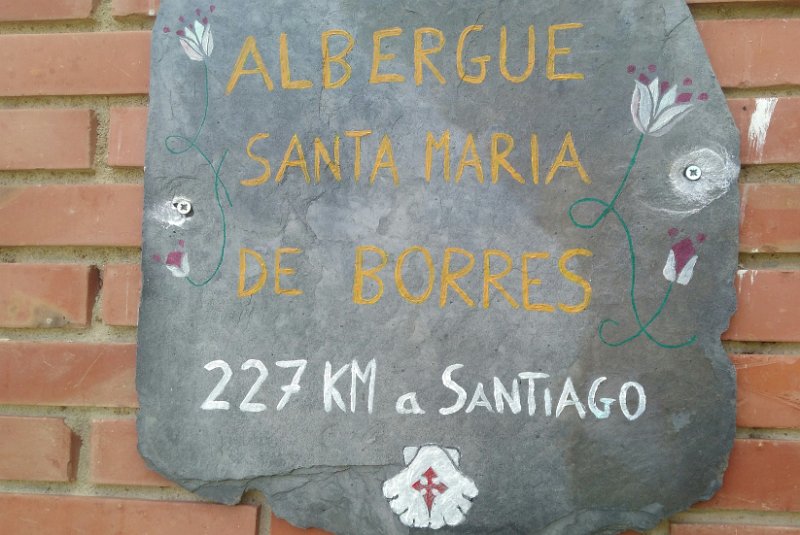 ALBERGUE
SANTA MARIA
DE BORRES
227 KM a SANTIAGO